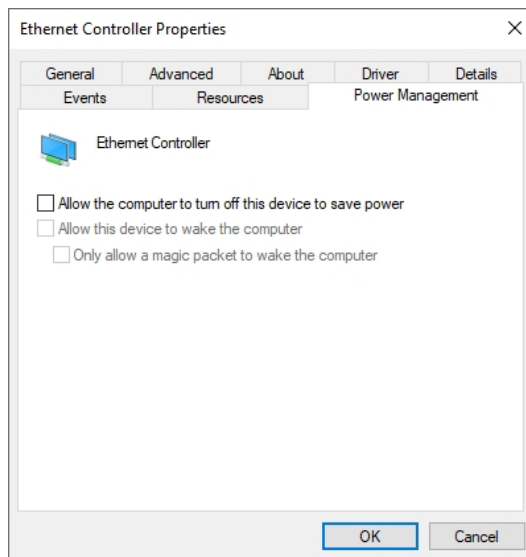 Ethernet Controller Properties
General Advanced About Driver Details
Events Resources Power Management
Ethernet Controller
Allow the computer to turn off this device to save power
Allow this device to wake the computer
Only allow a magic packet to wake the computer
OK Cancel